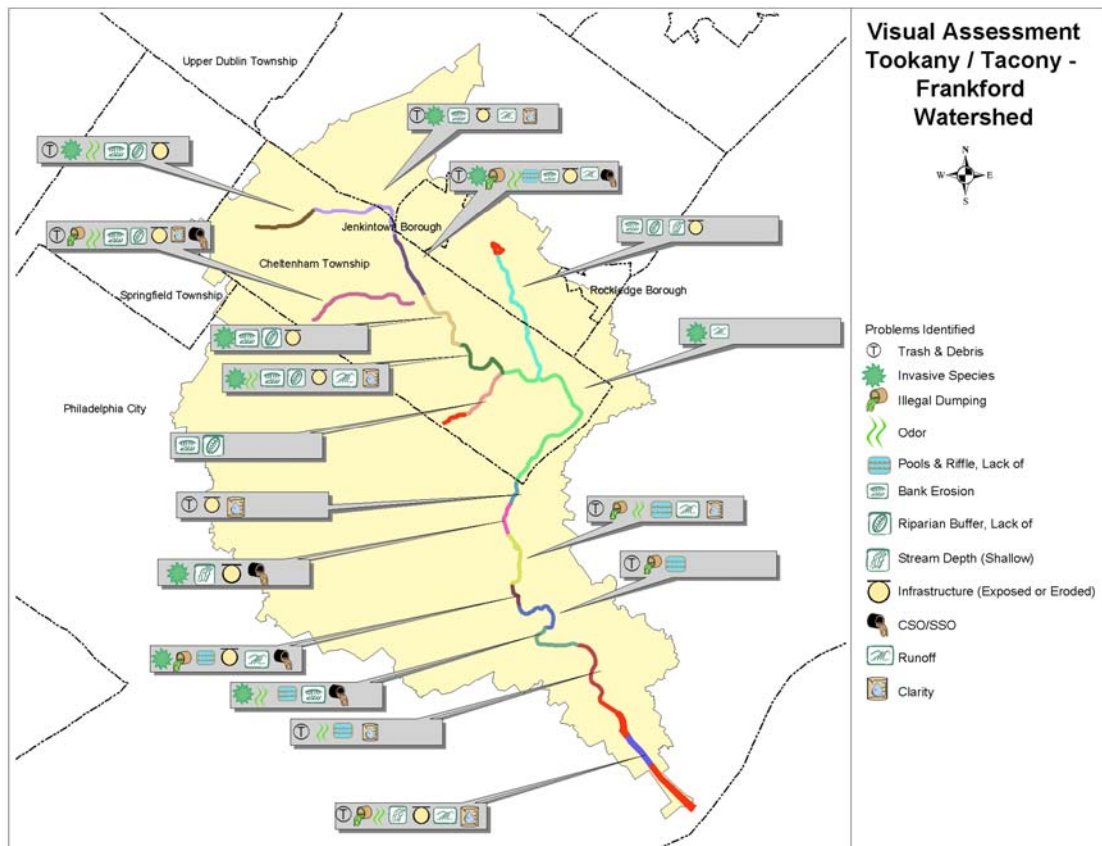 Visual Assessment
Tookany / Tacony -
Frankford
Watershed
N
W E
S
Upper Dublin Township
Jenkintown Borough
Cheltenham Township
Springfield Township
Rockledge Borough
Philadelphia City
Problems Identified
T Trash & Debris
Invasive Species
Illegal Dumping
Odor
Pools & Riffle, Lack of
Bank Erosion
Riparian Buffer, Lack of
Stream Depth (Shallow)
Infrastructure (Exposed or Eroded)
CSO/SSO
Runoff
Clarity
T
T
T
T
T
T
T
T
T